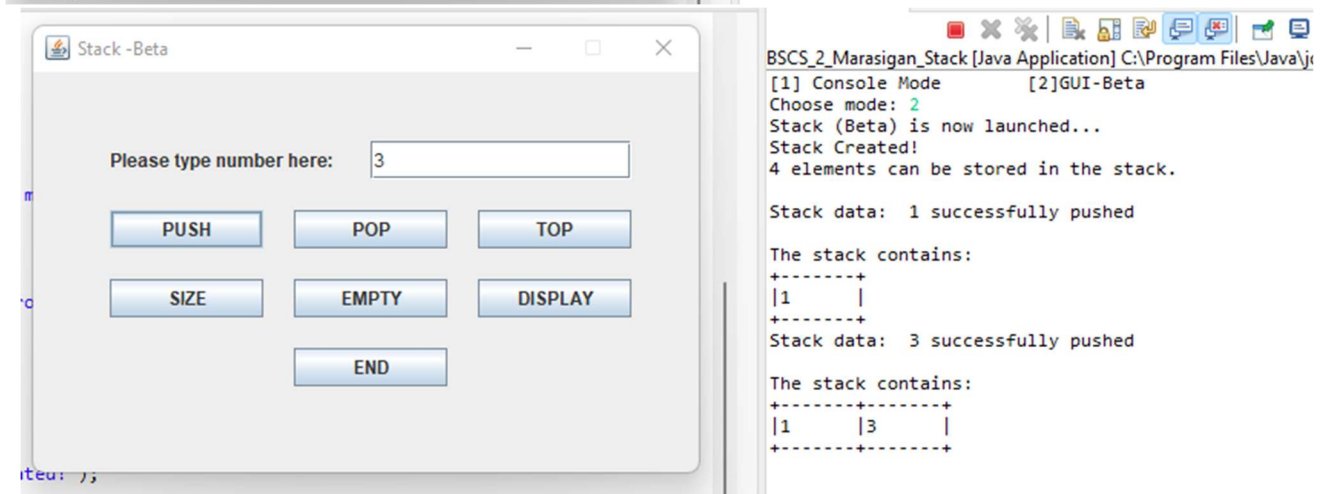 Stack -Beta
Please type number here: 3
PUSH POP TOP
SIZE EMPTY DISPLAY
END
m
ro
ated! );
BSCS_2_Marasigan_Stack [Java Application] C:\Program Files\Java\j
[1] Console Mode [2]GUI-Beta
Choose mode: 2
Stack (Beta) is now launched...
Stack Created!
4 elements can be stored in the stack.
Stack data: 1 successfully pushed
The stack contains:
+-------+
|1 |
+-------+
Stack data: 3 successfully pushed
The stack contains:
+-------+-------+
|1 |3 |
+-------+-------+